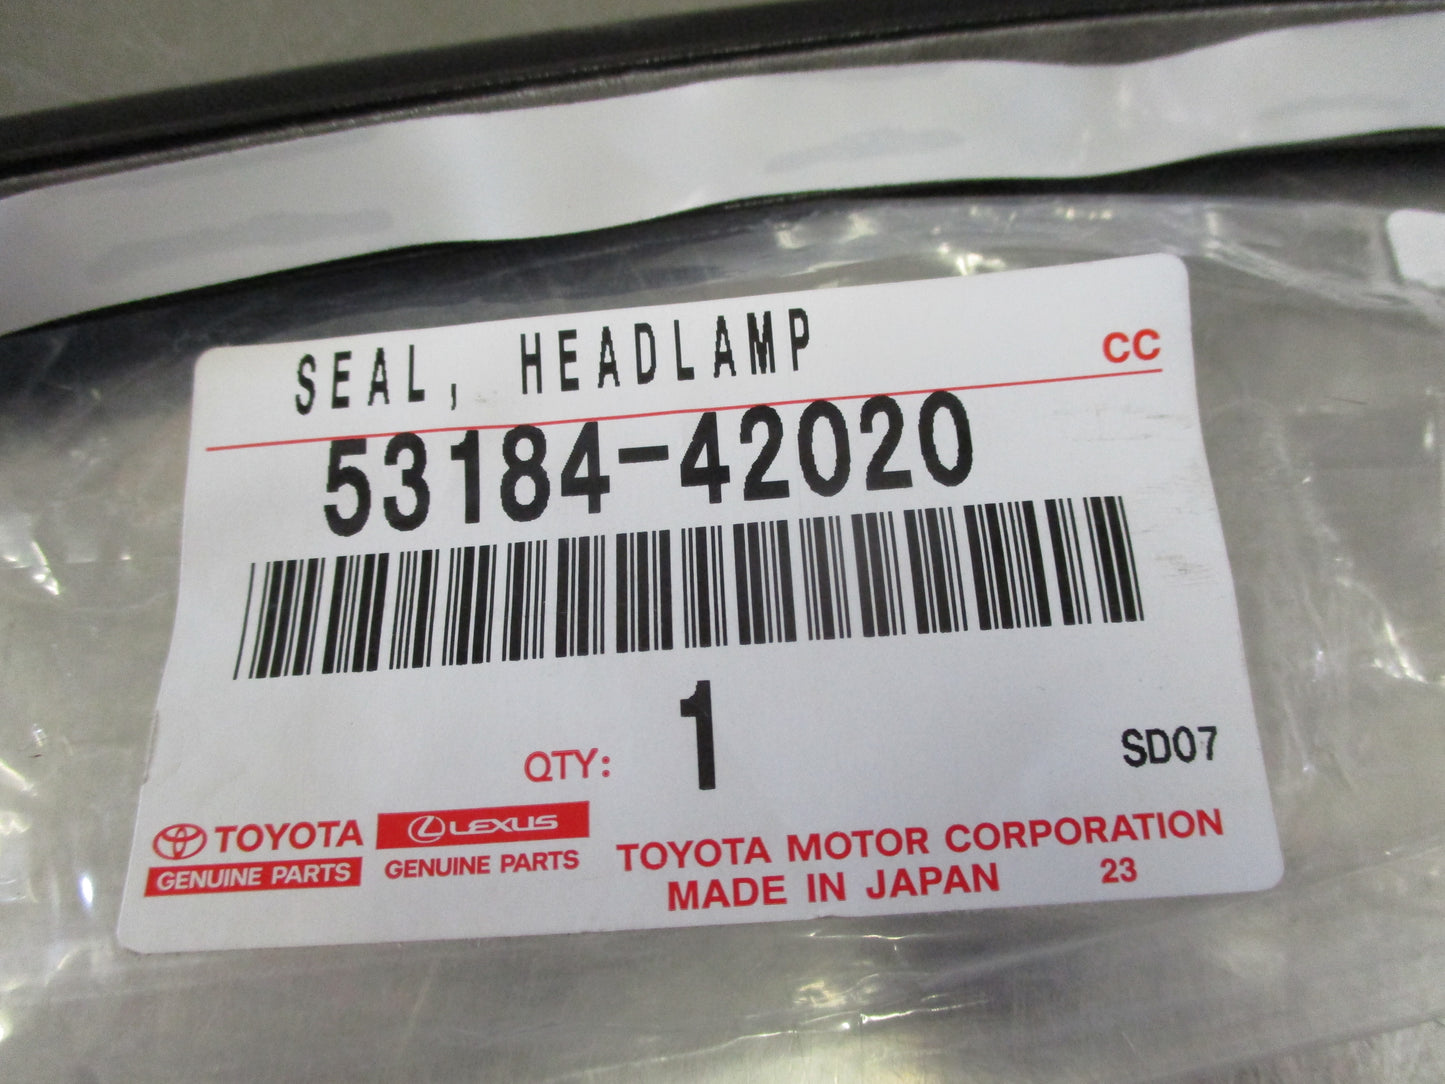 SEAL, HEADLAMP
CC
53184-42020
QTY: 1
SD07
TOYOTA
GENUINE PARTS
LEXUS
GENUINE PARTS
TOYOTA MOTOR CORPORATION
MADE IN JAPAN 23